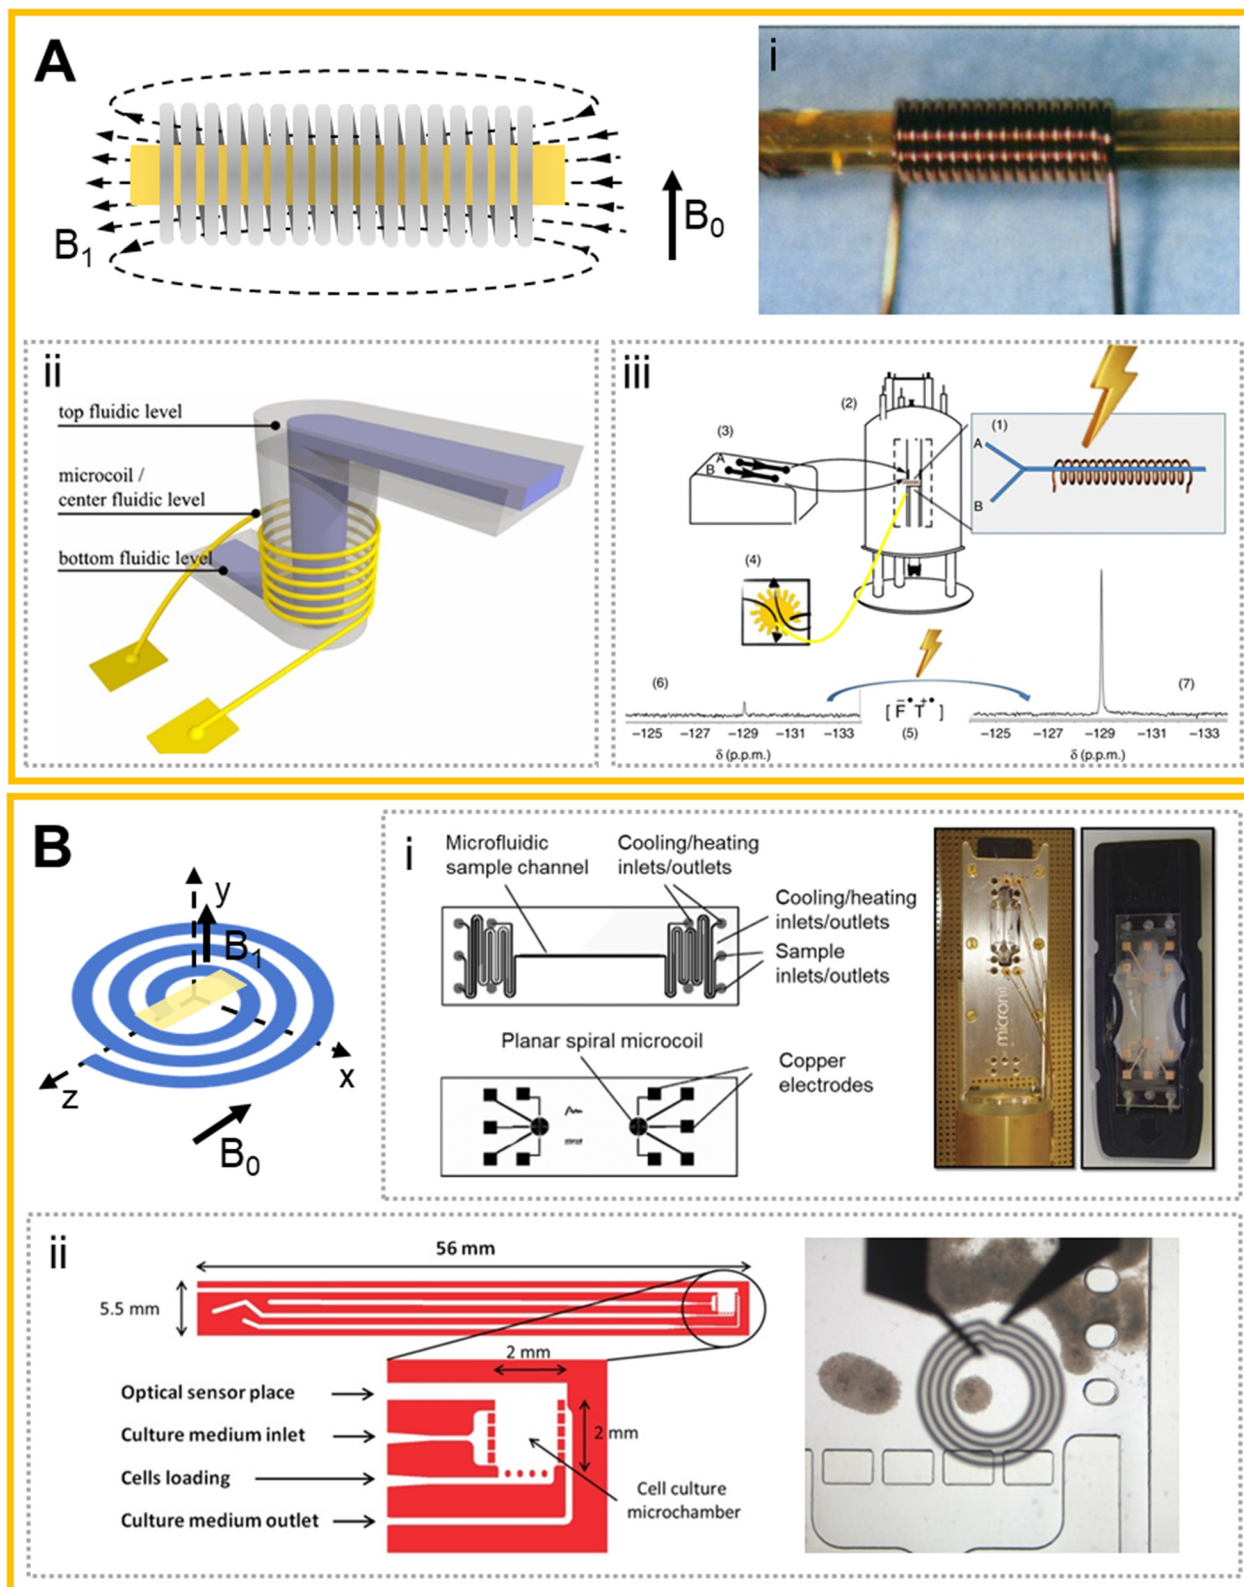 A
B1
B0
i
ii
top fluidic level
microcoil /
center fluidic level
bottom fluidic level
iii
(1)
A
B
(2)
(3)
A
B
(4)
(6)
−125 −127 −129 −131 −133
δ (p.p.m.)
[ F̄• T⁺• ]
(5)
(7)
−125 −127 −129 −131 −133
δ (p.p.m.)
B
y
B1
x
z
B0
i
Microfluidic
sample channel
Cooling/heating
inlets/outlets
Cooling/heating
inlets/outlets
Sample
inlets/outlets
Planar spiral microcoil
Copper
electrodes
micronit
ii
56 mm
5.5 mm
2 mm
2 mm
Optical sensor place
Culture medium inlet
Cells loading
Culture medium outlet
Cell culture
microchamber